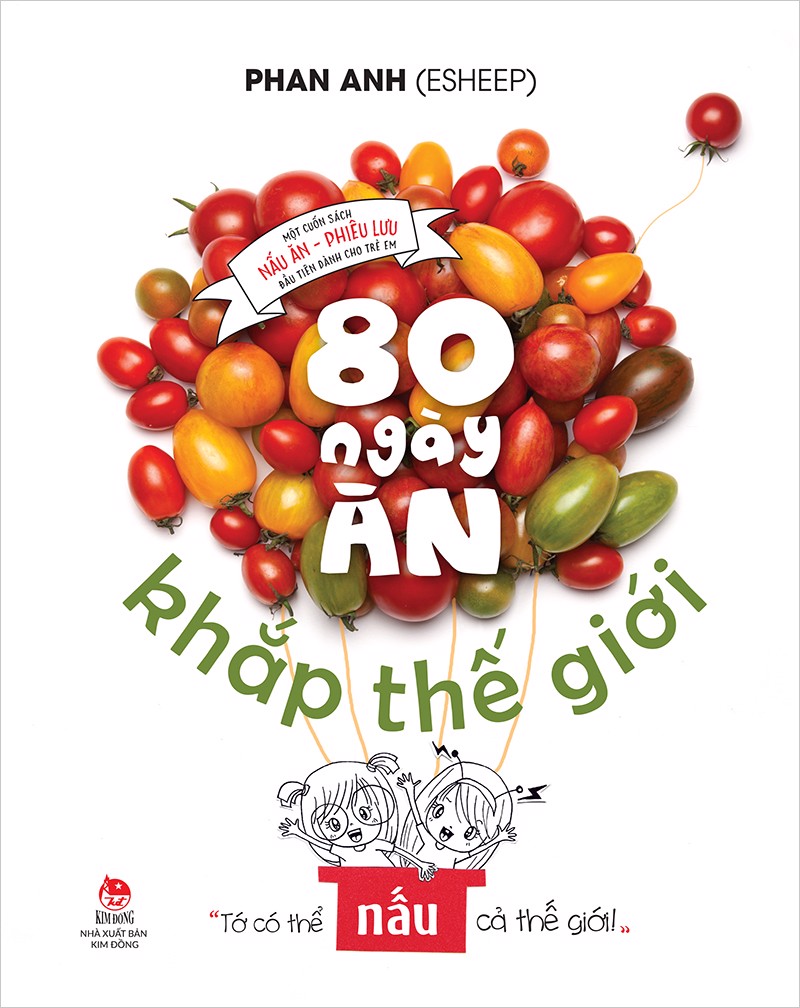 PHAN ANH (ESHEEP)
MỘT CUỐN SÁCH
NẤU ĂN - PHIÊU LƯU
ĐẦU TIÊN DÀNH CHO TRẺ EM
80
ngày
ĂN
khắp thế giới
"Tớ có thể nấu cả thế giới!"
KIM ĐỒNG
NHÀ XUẤT BẢN
KIM ĐỒNG